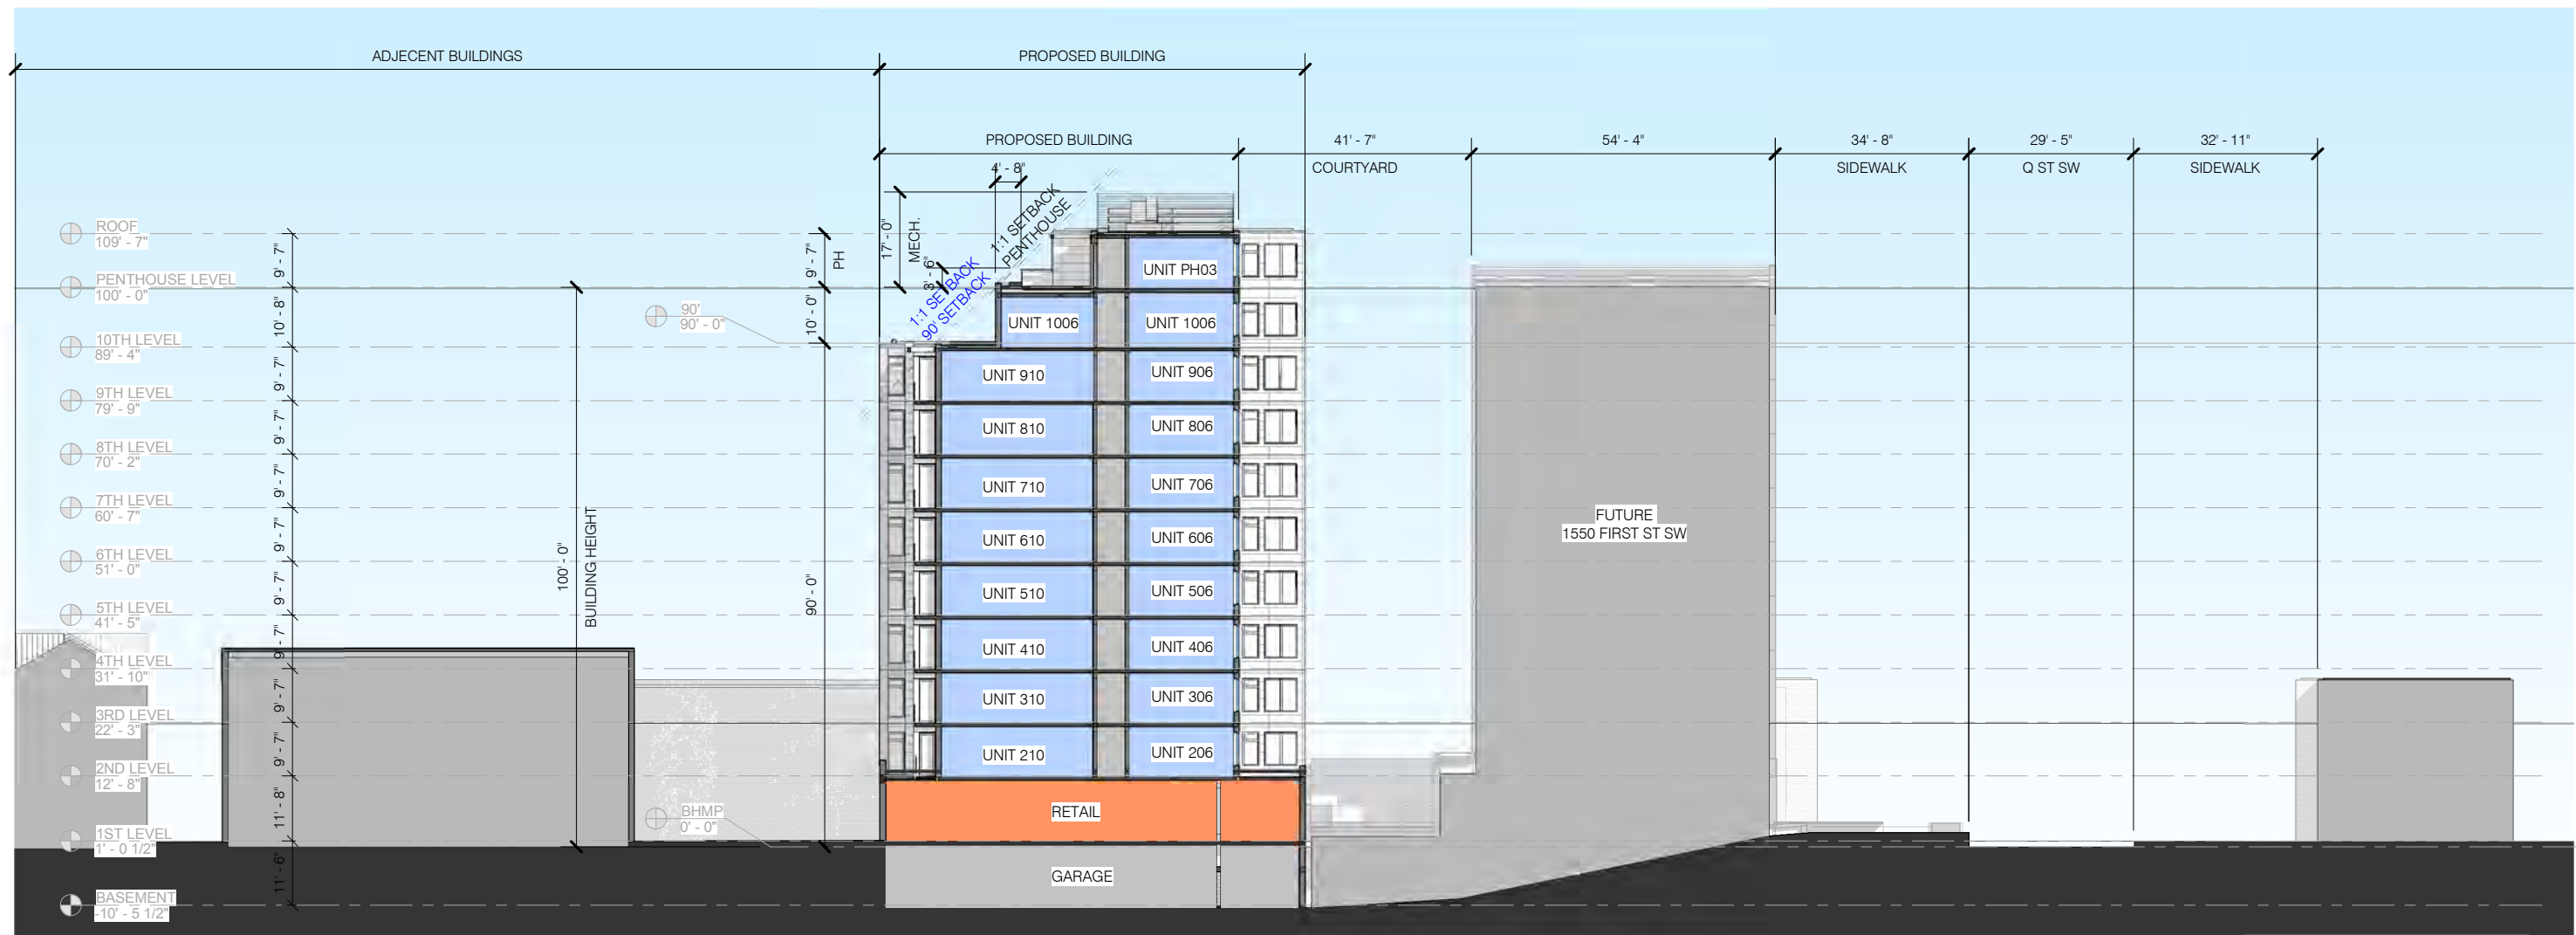 ADJECENT BUILDINGS
PROPOSED BUILDING
PROPOSED BUILDING
41' - 7"
54' - 4"
34' - 8"
29' - 5"
32' - 11"
COURTYARD
SIDEWALK
Q ST SW
SIDEWALK
4' - 8"
1:1 SETBACK
PENTHOUSE
17' - 0"
MECH.
3' - 6"
1:1 SETBACK
90' SETBACK
9' - 7"
PH
10' - 0"
90' - 0"
90'
90' - 0"
100' - 0"
BUILDING HEIGHT
BHMP
0' - 0"
ROOF
109' - 7"
PENTHOUSE LEVEL
100' - 0"
10TH LEVEL
89' - 4"
9TH LEVEL
79' - 9"
8TH LEVEL
70' - 2"
7TH LEVEL
60' - 7"
6TH LEVEL
51' - 0"
5TH LEVEL
41' - 5"
4TH LEVEL
31' - 10"
3RD LEVEL
22' - 3"
2ND LEVEL
12' - 8"
1ST LEVEL
1' - 0 1/2"
BASEMENT
-10' - 5 1/2"
9' - 7"
10' - 8"
9' - 7"
9' - 7"
9' - 7"
9' - 7"
9' - 7"
9' - 7"
9' - 7"
9' - 7"
11' - 8"
11' - 6"
UNIT PH03
UNIT 1006
UNIT 1006
UNIT 910
UNIT 906
UNIT 810
UNIT 806
UNIT 710
UNIT 706
UNIT 610
UNIT 606
UNIT 510
UNIT 506
UNIT 410
UNIT 406
UNIT 310
UNIT 306
UNIT 210
UNIT 206
RETAIL
GARAGE
FUTURE
1550 FIRST ST SW